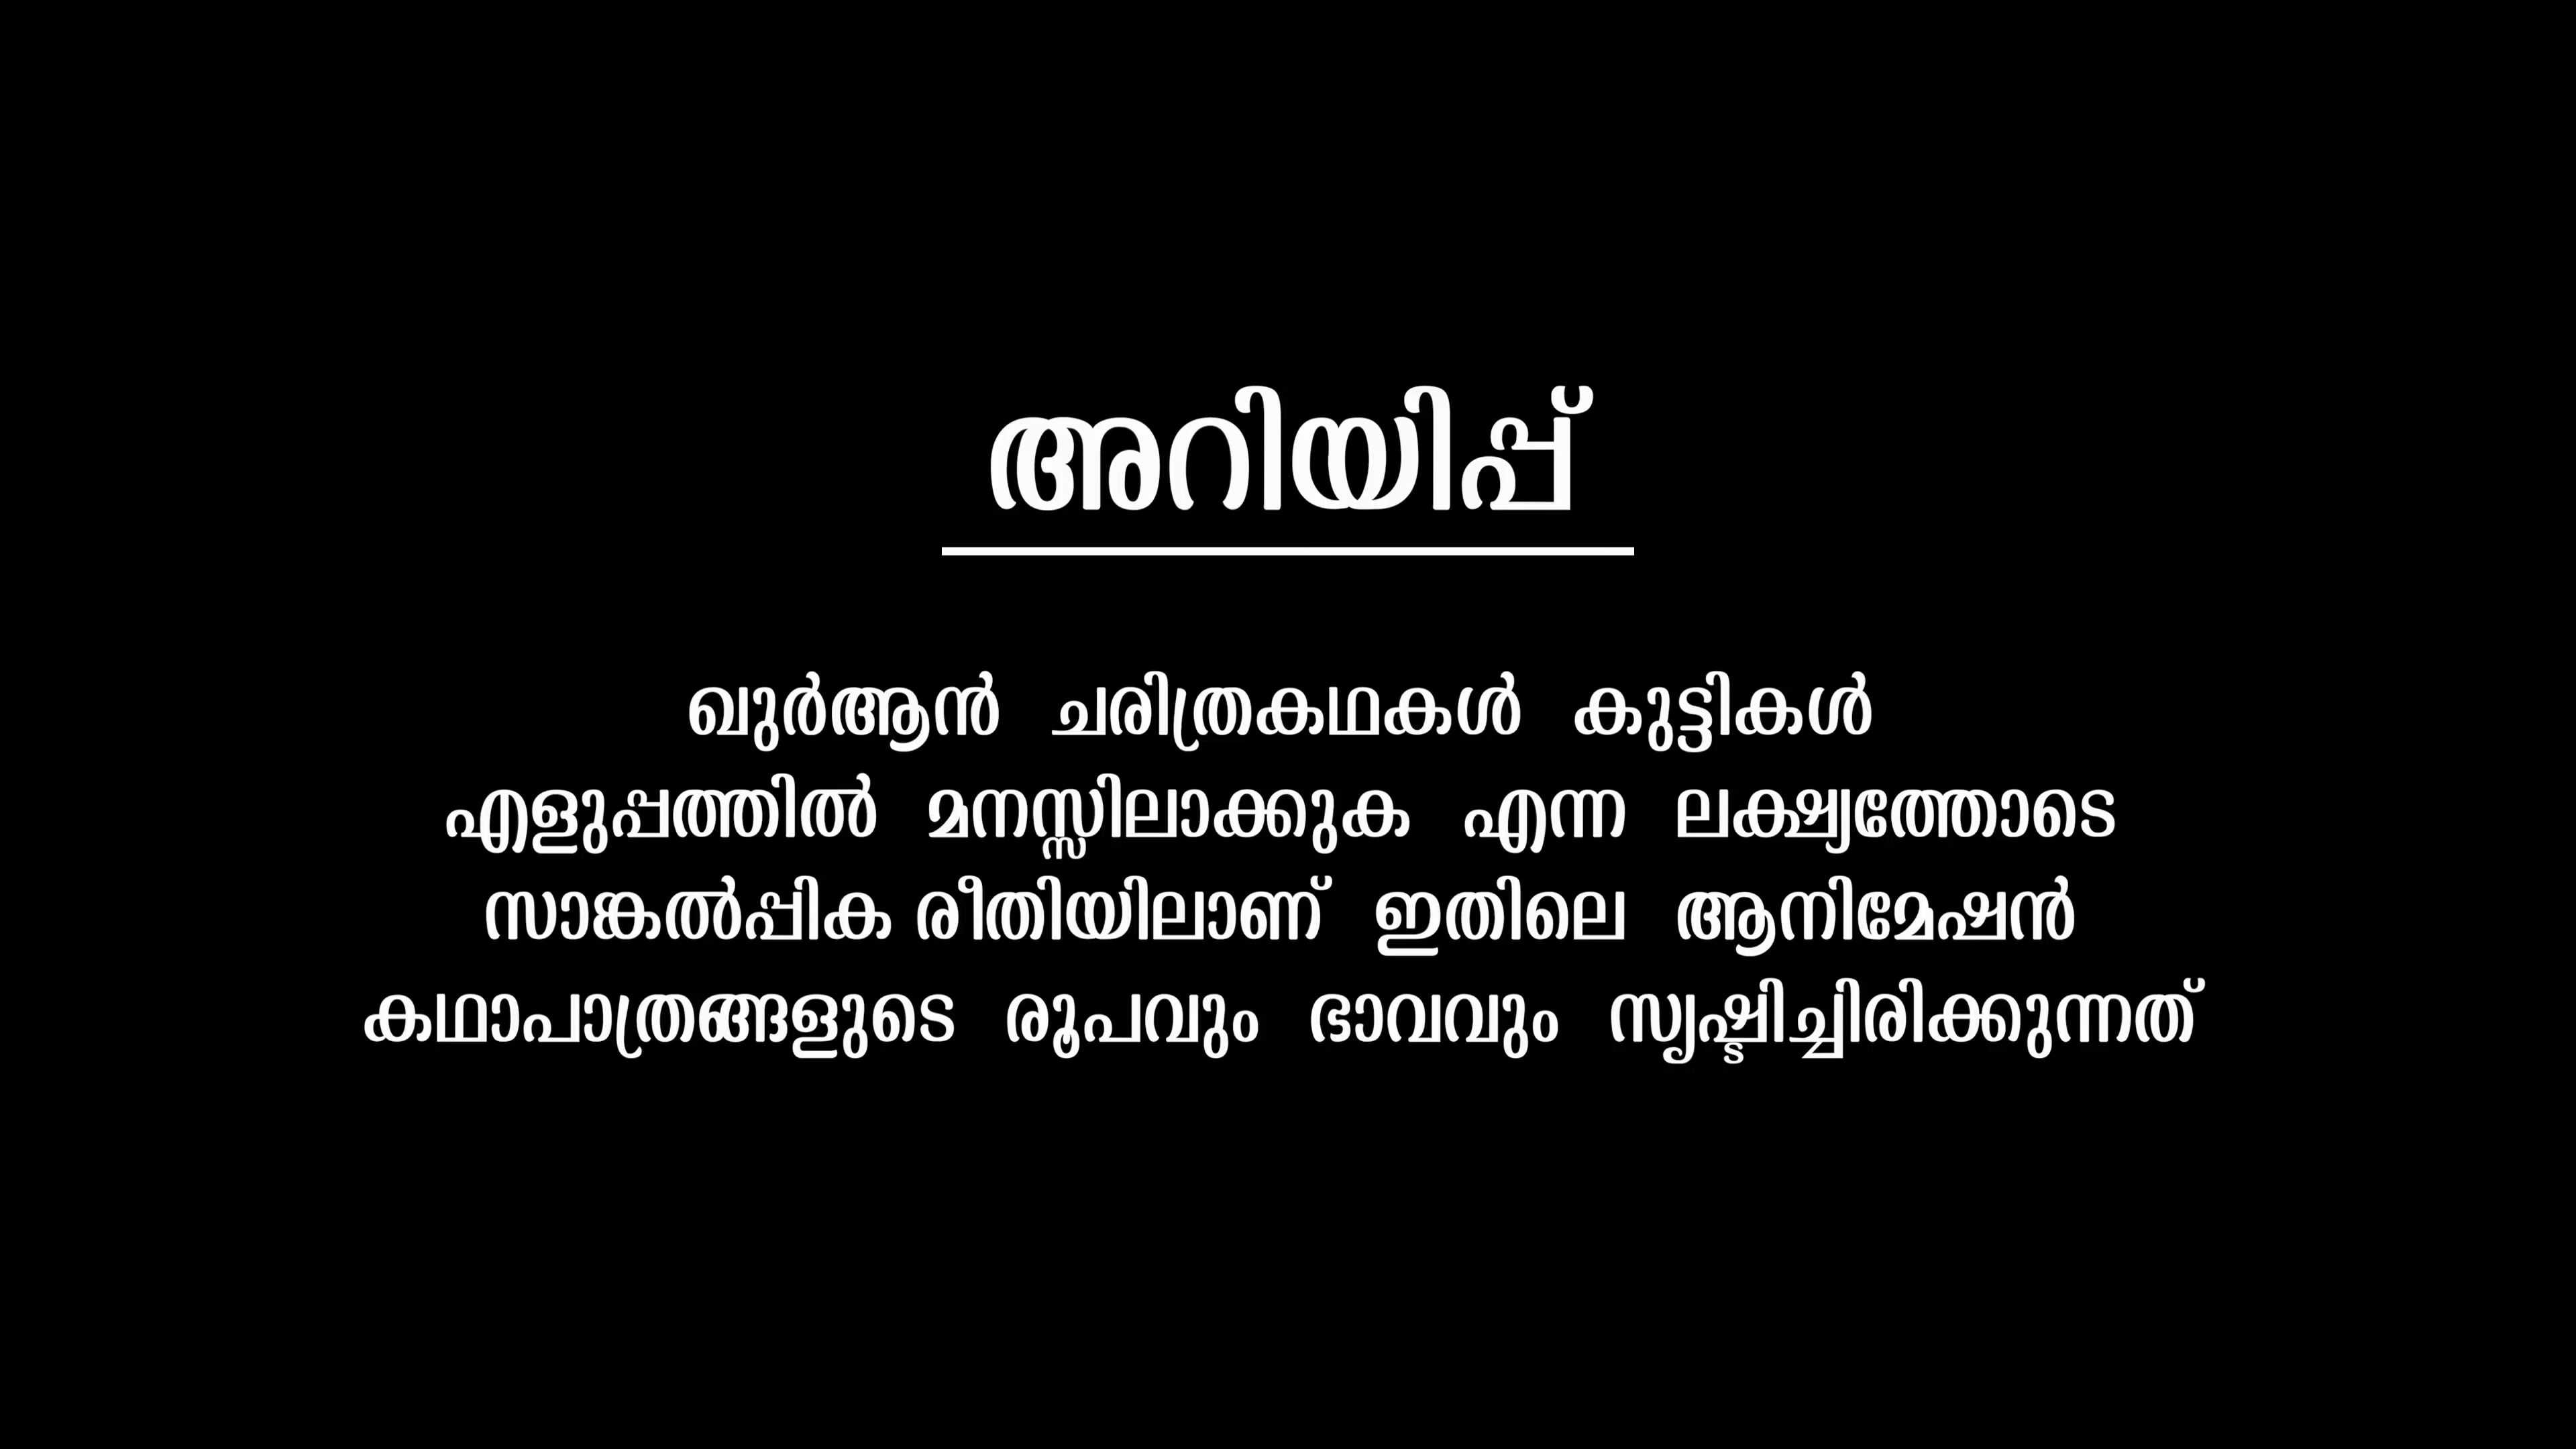 അറിയിപ്പ്
ഖുർആൻ ചരിത്രകഥകൾ കുട്ടികൾ
എളുപ്പത്തിൽ മനസ്സിലാക്കുക എന്ന ലക്ഷ്യത്തോടെ
സാങ്കൽപ്പിക രീതിയിലാണ് ഇതിലെ ആനിമേഷൻ
കഥാപാത്രങ്ങളുടെ രൂപവും ഭാവവും സൃഷ്ടിച്ചിരിക്കുന്നത്